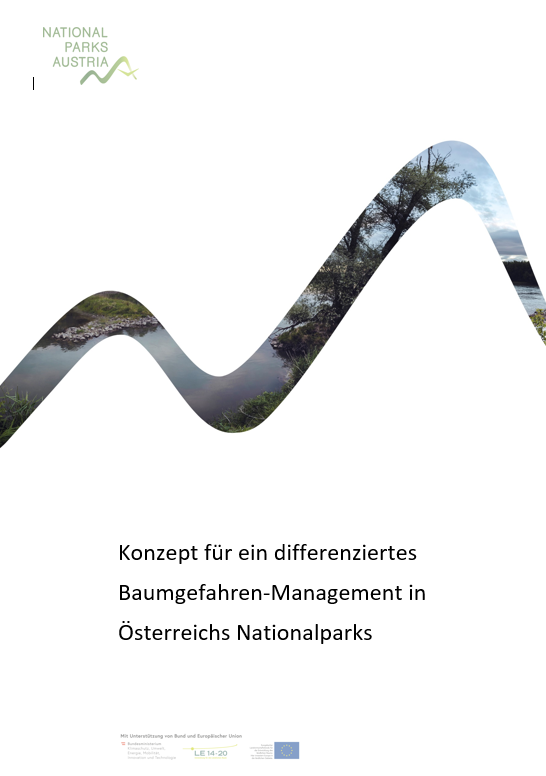 NATIONAL
PARKS
AUSTRIA
Konzept für ein differenziertes
Baumgefahren-Management in
Österreichs Nationalparks
Mit Unterstützung von Bund und Europäischer Union
Bundesministerium
LE 14-20